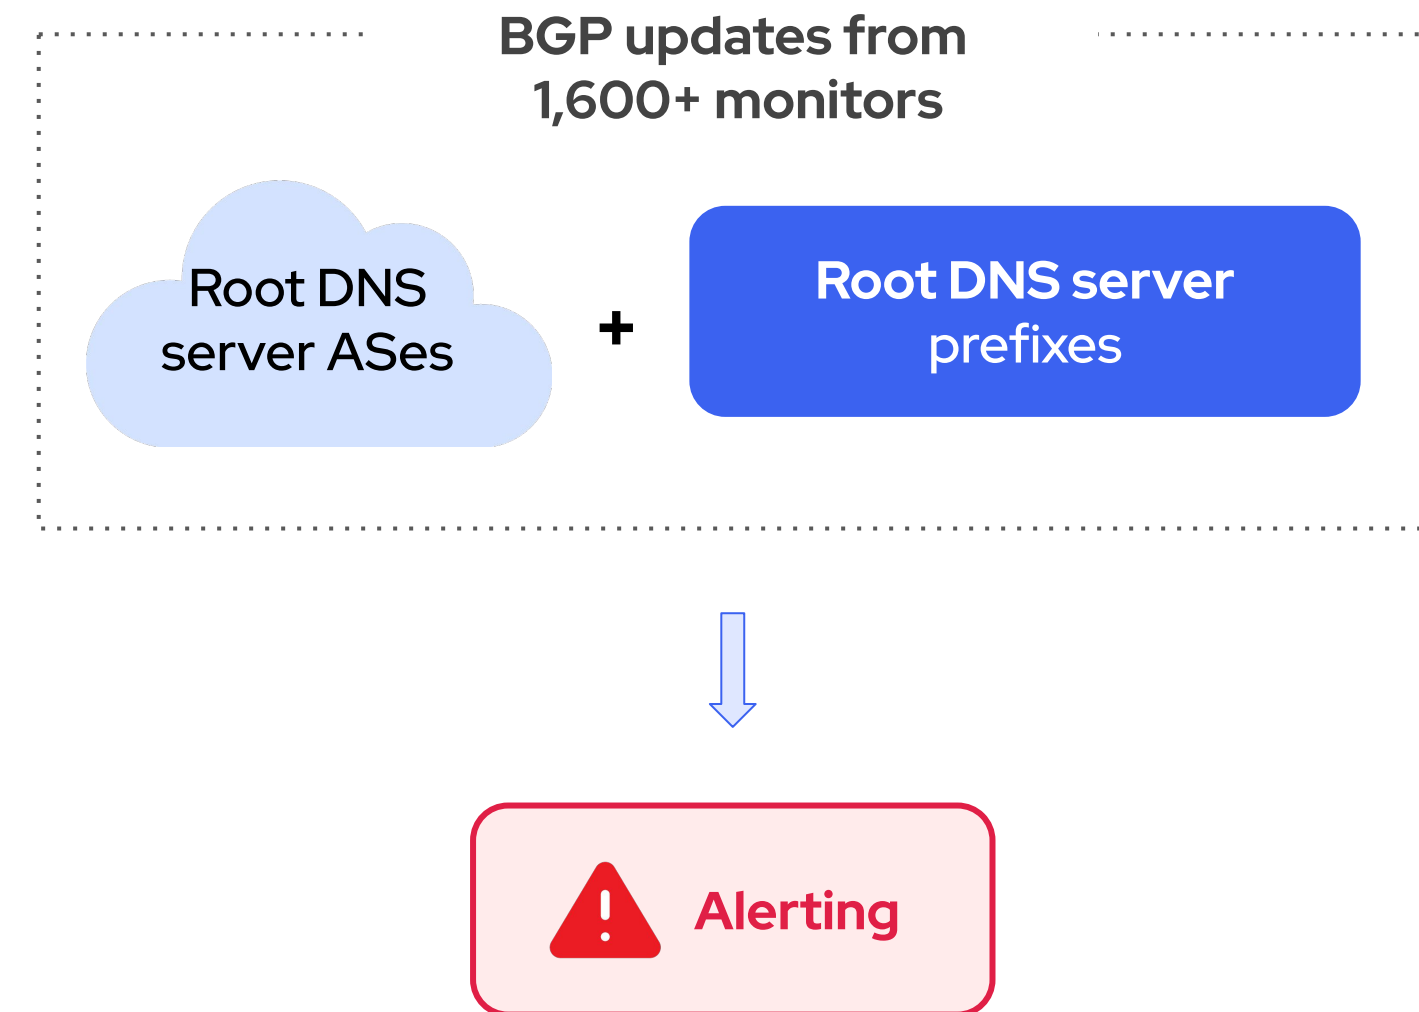 BGP updates from
1,600+ monitors
Root DNS
server ASes
+
Root DNS server
prefixes
Alerting